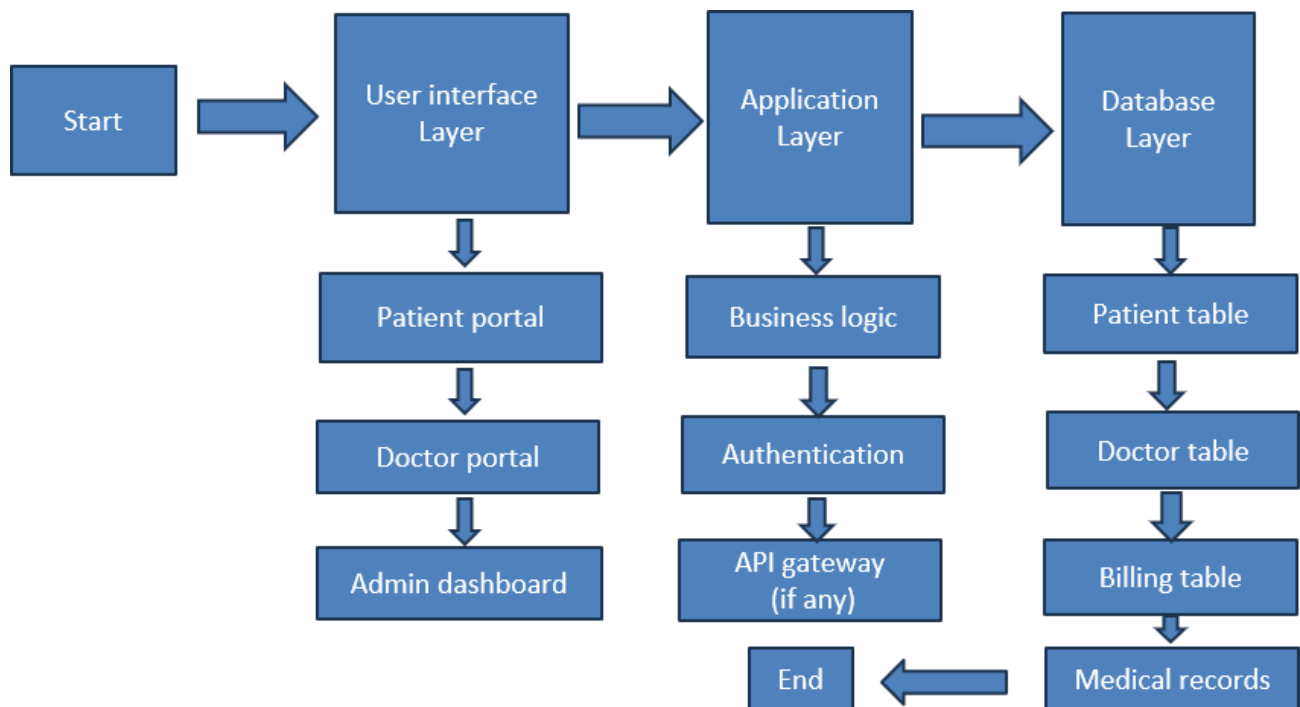 Start
User interface
Layer
Application
Layer
Database
Layer
Patient portal
Business logic
Patient table
Doctor portal
Authentication
Doctor table
Admin dashboard
API gateway
(if any)
Billing table
End
Medical records